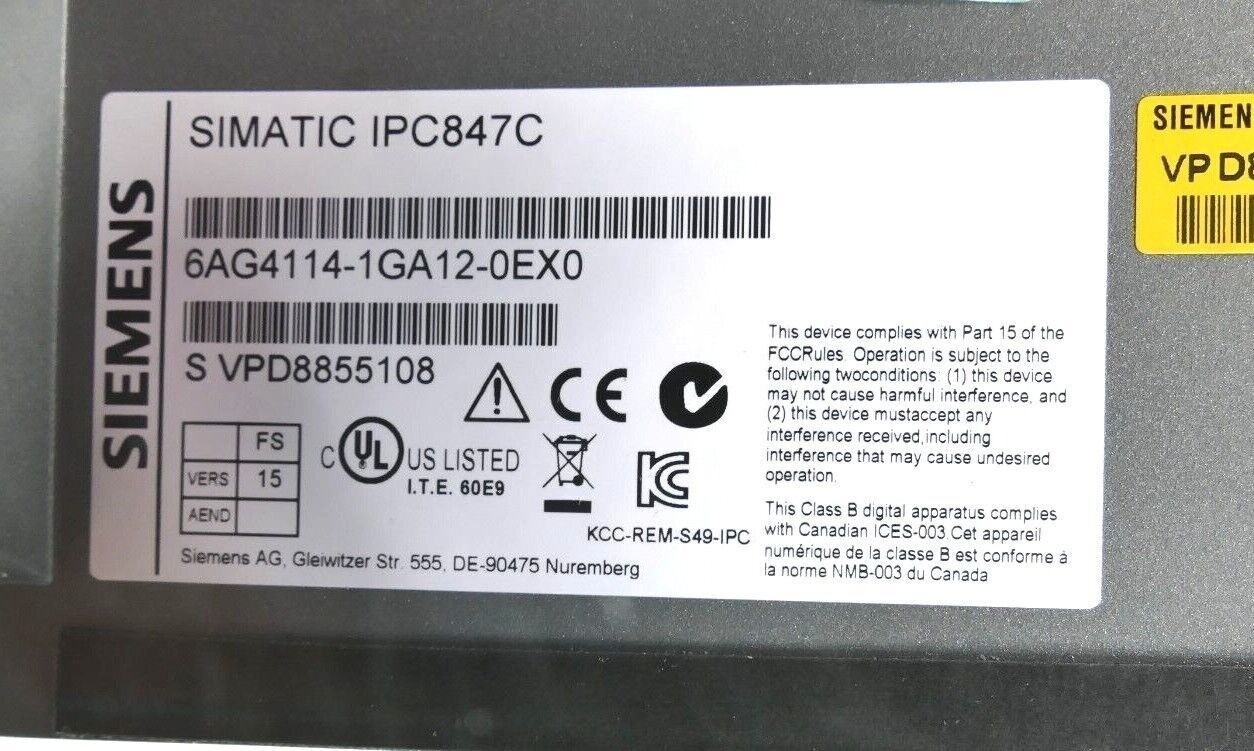 SIEMENS
SIMATIC IPC847C
6AG4114-1GA12-0EX0
S VPD8855108
FS
VERS 15
AEND
C UL US LISTED
I.T.E. 60E9
CE
KC
KCC-REM-S49-IPC
Siemens AG, Gleiwitzer Str. 555, DE-90475 Nuremberg
This device complies with Part 15 of the
FCCRules. Operation is subject to the
following twoconditions: (1) this device
may not cause harmful interference, and
(2) this device mustaccept any
interference received,including
interference that may cause undesired
operation.
This Class B digital apparatus complies
with Canadian ICES-003.Cet appareil
numérique de la classe B est conforme à
la norme NMB-003 du Canada
SIEMEN
VP D8